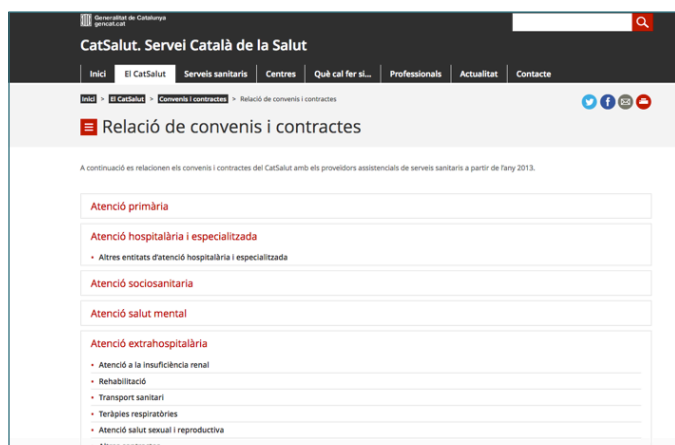 Generalitat de Catalunya
gencat.cat
CatSalut. Servei Català de la Salut
Inici El CatSalut Serveis sanitaris Centres Què cal fer si... Professionals Actualitat Contacte
Inici > El CatSalut > Convenis i contractes > Relació de convenis i contractes
Relació de convenis i contractes
A continuació es relacionen els convenis i contractes del CatSalut amb els proveïdors assistencials de serveis sanitaris a partir de l'any 2013.
Atenció primària
Atenció hospitalària i especialitzada
• Altres entitats d'atenció hospitalària i especialitzada
Atenció sociosanitaria
Atenció salut mental
Atenció extrahospitalària
• Atenció a la insuficiència renal
• Rehabilitació
• Transport sanitari
• Teràpies respiratòries
• Atenció salut sexual i reproductiva